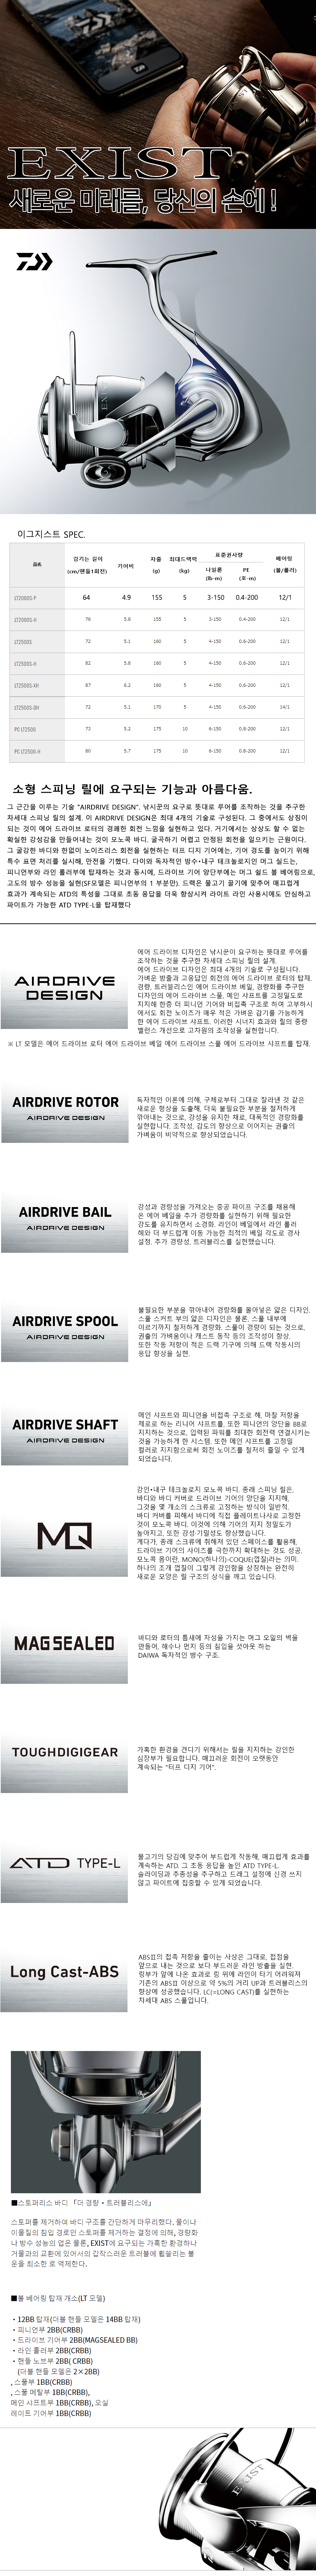 EXIST
새로운 미래를, 당신의 손에 !
EXIST
이그지스트 SPEC.
품목
감기는 길이
(cm/핸들1회전)
기어비
자중
(g)
최대드랙력
(kg)
표준권사량
나일론
(lb-m)
PE
(호-m)
베어링
(볼/롤러)
LT2000S-P 64 4.9 155 5 3-150 0.4-200 12/1
LT2000S-H 76 5.8 155 5 3-150 0.4-200 12/1
LT2500S 72 5.1 160 5 4-150 0.6-200 12/1
LT2500S-H 82 5.8 160 5 4-150 0.6-200 12/1
LT2500S-XH 87 6.2 160 5 4-150 0.6-200 12/1
LT2500S-DH 72 5.1 170 5 4-150 0.6-200 14/1
PC LT2500 73 5.2 175 10 6-150 0.8-200 12/1
PC LT2500-H 80 5.7 175 10 6-150 0.8-200 12/1
소형 스피닝 릴에 요구되는 기능과 아름다움.
그 근간을 이루는 기술 "AIRDRIVE DESIGN". 낚시꾼의 요구로 뜻대로 루어를 조작하는 것을 추구한
차세대 스피닝 릴의 설계. 이 AIRDRIVE DESIGN은 최대 4개의 기술로 구성된다. 그 중에서도 상징이
되는 것이 에어 드라이브 로터의 경쾌한 회전 느낌을 실현하고 있다. 거기에서는 상상도 할 수 없는
확실한 강성감을 만들어내는 것이 모노콕 바디. 굴곡하기 어렵고 안정된 회전을 일으키는 근원이다.
그 굴강한 바디와 한없이 노이즈리스 회전을 실현하는 터프 디지 기어에는, 기어 강도를 높이기 위해
특수 표면 처리를 실시해, 만전을 기했다. 다이와 독자적인 방수・내구 테크놀로지인 머그 실드는,
피니언부와 라인 롤러부에 탑재하는 것과 동시에, 드라이브 기어 양단부에는 머그 쉴드 볼 베어링으로,
고도의 방수 성능을 실현(SF모델은 피니언부의 1 부분만). 드랙은 물고기 끌기에 맞추어 매끄럽게
효과가 계속되는 ATD의 특성을 그대로 초동 응답을 더욱 향상시켜 라이트 라인 사용시에도 안심하고
파이트가 가능한 ATD TYPE-L을 탑재했다
AIRDRIVE
DESIGN
에어 드라이브 디자인은 낚시꾼이 요구하는 뜻대로 루어를
조작하는 것을 추구한 차세대 스피닝 릴의 설계.
에어 드라이브 디자인은 최대 4개의 기술로 구성됩니다.
가벼운 방출과 고응답인 회전의 에어 드라이브 로터의 탑재.
경량, 트러블리스인 에어 드라이브 베일, 경량화를 추구한
디자인의 에어 드라이브 스풀, 메인 샤프트를 고정밀도로
지지해 한층 더 피니언 기어와의 비접촉 구조로 하여 고부하시
에서도 회전 노이즈가 매우 적은 가벼운 감기를 가능하게
한 에어 드라이브 샤프트. 이러한 시너지 효과와 릴의 중량
밸런스 개선으로 고차원의 조작성을 실현합니다.
※ LT 모델은 에어 드라이브 로터 에어 드라이브 베일 에어 드라이브 스풀 에어 드라이브 샤프트를 탑재.
AIRDRIVE ROTOR
AIRDRIVE DESIGN
독자적인 이론에 의해, 구체로부터 그대로 잘라낸 것 같은
새로운 형상을 도출해, 더욱 불필요한 부분을 철저하게
깎아내는 것으로, 강성을 유지한 채로, 대폭적인 경량화를
실현합니다. 조작성, 감도의 향상으로 이어지는 권출의
가벼움이 비약적으로 향상되었습니다.
AIRDRIVE BAIL
AIRDRIVE DESIGN
강성과 경량성을 가져오는 중공 파이프 구조를 채용해
온 에어 베일을 추가 경량화를 실현하기 위해 필요한
강도를 유지하면서 소경화. 라인이 베일에서 라인 롤러
해와 더 부드럽게 이동 가능한 최적의 베일 각도로 경사
설정. 추가 경량성, 트러블리스를 실현했습니다.
AIRDRIVE SPOOL
AIRDRIVE DESIGN
불필요한 부분을 깎아내어 경량화를 몰아넣은 얇은 디자인.
스풀 스커트 부의 얇은 디자인은 물론, 스풀 내부에
이르기까지 철저하게 경량화. 스풀이 경량이 되는 것으로,
권출의 가벼움이나 캐스트 동작 등의 조작성이 향상.
또한 작동 저항이 적은 드랙 기구에 의해 드랙 작동시의
응답 향상을 실현.
AIRDRIVE SHAFT
AIRDRIVE DESIGN
메인 샤프트와 피니언을 비접촉 구조로 해, 마찰 저항을
제로로 하는 리니어 샤프트를, 또한 피니언의 양단을 BB로
지지하는 것으로, 입력된 파워를 최대한 회전력 연결시키는
것을 가능하게 한 시스템. 또한 메인 샤프트를 고정밀
컬러로 지지함으로써 회전 노이즈를 철저히 줄일 수 있게
되었습니다.
MQ
강인・내구 테크놀로지 모노콕 바디. 종래 스피닝 릴은,
바디와 바디 커버로 드라이브 기어의 양단을 지지해,
그것을 몇 개소의 스크류로 고정하는 방식이 일반적.
바디 커버를 피해서 바디에 직접 플레이트나사로 고정한
것이 모노콕 바디. 이것에 의해 기어의 지지 정밀도가
높아지고, 또한 강성·기밀성도 향상했습니다.
게다가, 종래 스크류에 취해져 있던 스페이스를 활용해,
드라이브 기어의 사이즈를 극한까지 확대하는 것도 성공.
모노콕 옹이란, MONO(하나의)-COQUE(껍질)라는 의미.
하나의 조개 껍질이 그렇게 강인함을 상징하는 완전히
새로운 모양은 릴 구조의 상식을 깨고 있습니다.
MAGSEALED
바디와 로터의 틈새에 자성을 가지는 머그 오일의 벽을
만들어, 해수나 먼지 등의 침입을 셧아웃 하는
DAIWA 독자적인 방수 구조.
TOUGHDIGIGEAR
가혹한 환경을 견디기 위해서는 릴을 지지하는 강인한
심장부가 필요합니다. 매끄러운 회전이 오랫동안
계속되는 "터프 디지 기어".
ATD TYPE-L
물고기의 당김에 맞추어 부드럽게 작동해, 매끄럽게 효과를
계속하는 ATD. 그 초동 응답을 높인 ATD TYPE-L.
슬라이딩과 추종성을 추구하고 드래그 설정에 신경 쓰지
않고 파이트에 집중할 수 있게 되었습니다.
Long Cast-ABS
ABSⅡ의 접촉 저항을 줄이는 사상은 그대로, 접점을
앞으로 내는 것으로 보다 부드러운 라인 방출을 실현.
링부가 앞에 나온 효과로 링 위에 라인이 타기 어려워져
기존의 ABSⅡ 이상으로 약 5%의 거리 UP과 트러블리스의
향상에 성공했습니다. LC(=LONG CAST)를 실현하는
차세대 ABS 스풀입니다.
■스토퍼리스 바디 「더 경량・트러블리스에」
스토퍼를 제거하여 바디 구조를 간단하게 마무리했다. 물이나
이물질의 침입 경로인 스토퍼를 제거하는 결정에 의해, 경량화
나 방수 성능의 업은 물론, EXIST에 요구되는 가혹한 환경하나
거물과의 교환에 있어서의 갑작스러운 트러블에 휩쓸리는 불
운을 최소한 로 억제한다.
■볼 베어링 탑재 개소(LT 모델)
・12BB 탑재(더블 핸들 모델은 14BB 탑재)
・피니언부 2BB(CRBB)
・드라이브 기어부 2BB(MAGSEALED BB)
・라인 롤러부 2BB(CRBB)
・핸들 노브부 2BB( CRBB)
(더블 핸들 모델은 2×2BB)
, 스풀부 1BB(CRBB)
, 스풀 메탈부 1BB(CRBB),
메인 샤프트부 1BB(CRBB), 오실
레이트 기어부 1BB(CRBB)
EXIST